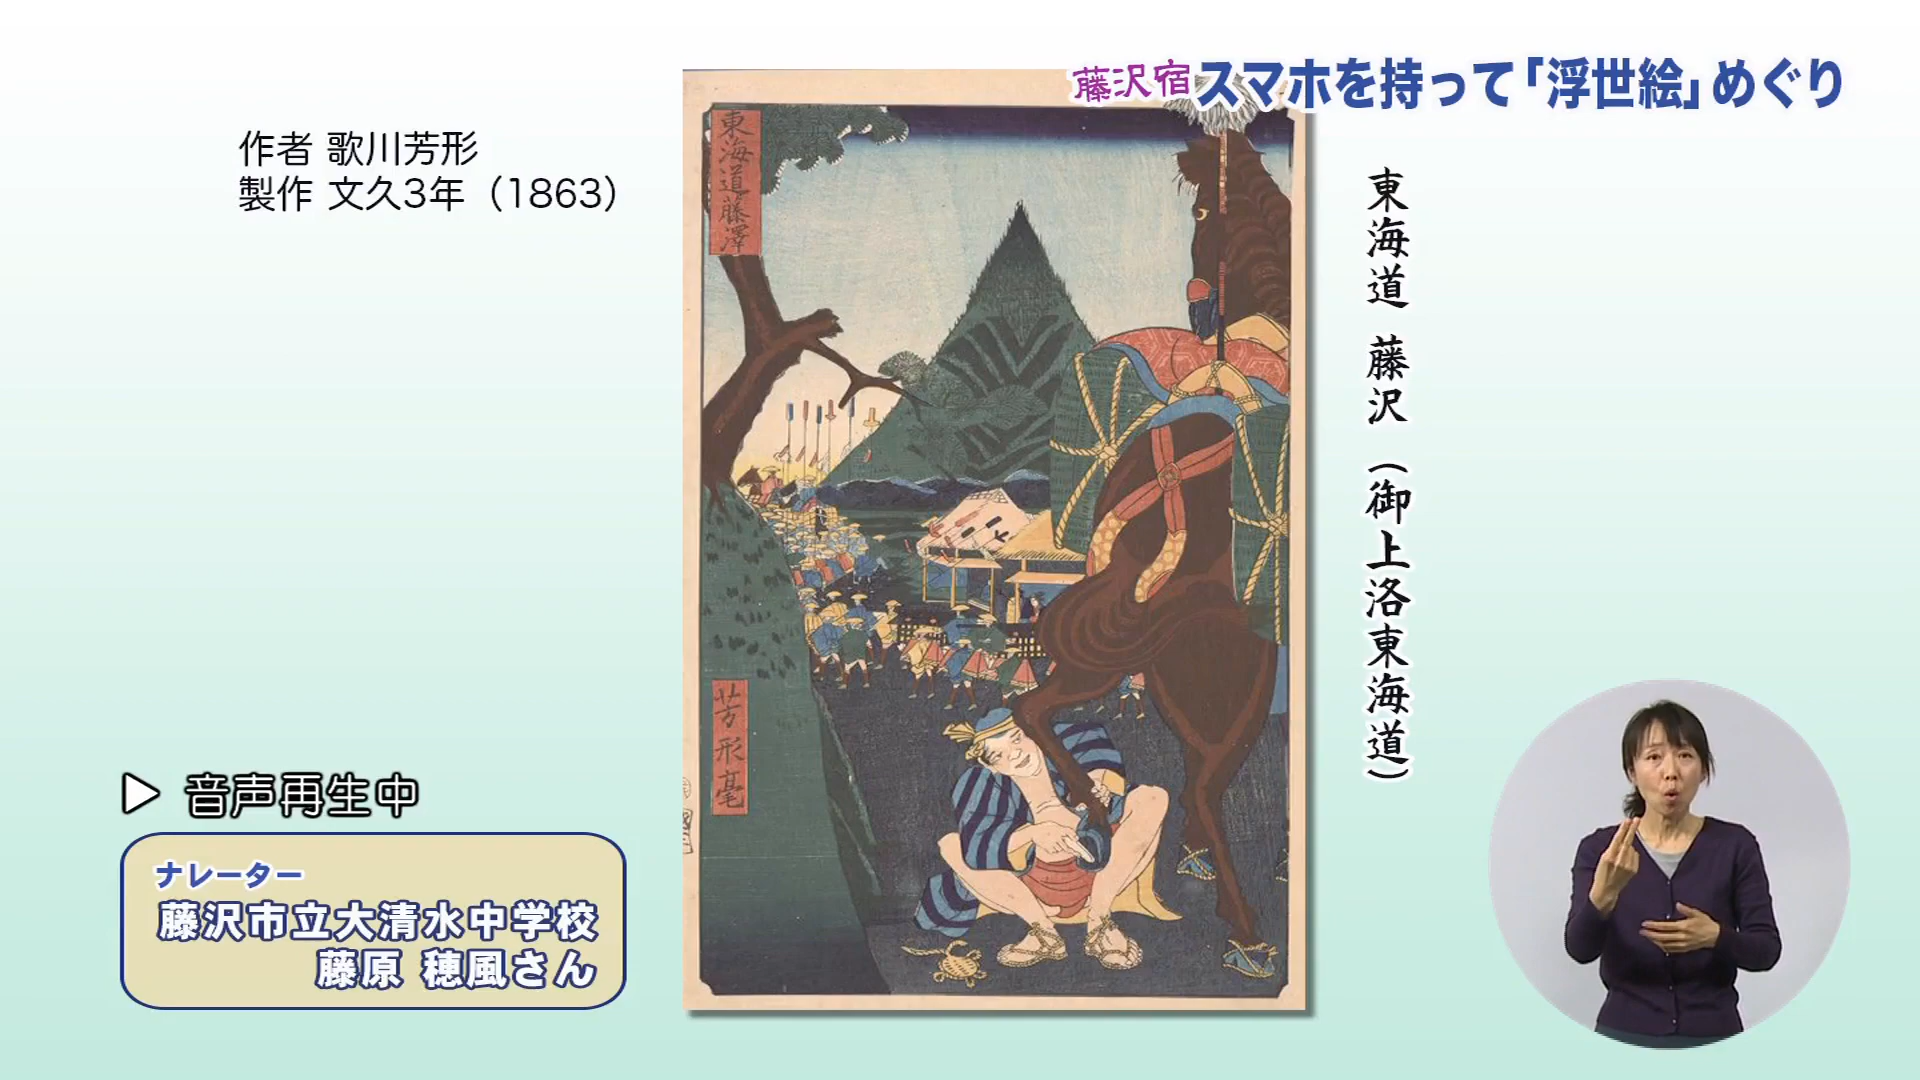 藤沢宿 スマホを持って「浮世絵」めぐり
作者 歌川芳形
製作 文久3年（1863）
東海道 藤沢（御上洛東海道）
東海道藤澤
芳形毫
▶ 音声再生中
ナレーター
藤沢市立大清水中学校
藤原 穂風さん